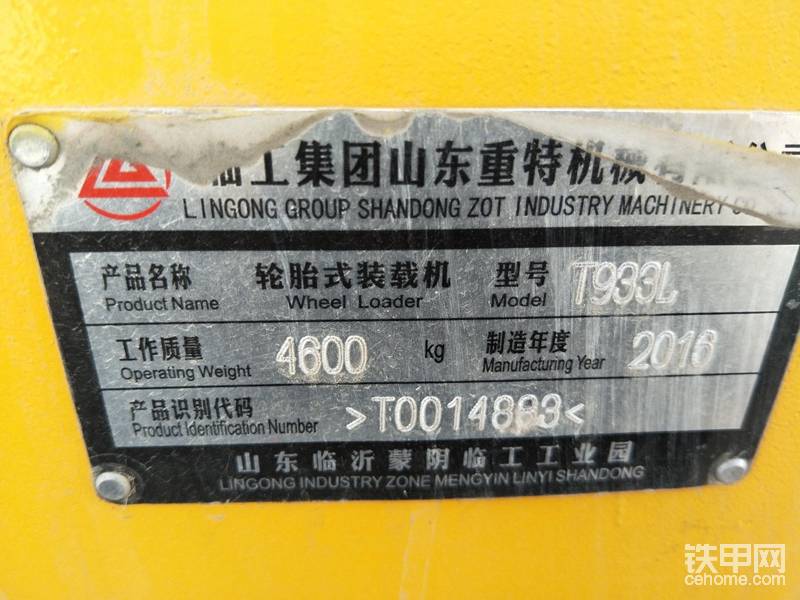 临工集团山东重特机械有限公司
LINGONG GROUP SHANDONG ZOT INDUSTRY MACHINERY CO
产品名称 轮胎式装载机 型号 T933L
Product Name Wheel Loader Model
工作质量 4600 kg 制造年度 2016
Operating Weight Manufacturing Year
产品识别代码 >T0014883<
Product Identification Number
山东临沂蒙阴临工工业园
LINGONG INDUSTRY ZONE MENGYIN LINYI SHANDONG
铁甲网
cehome.com